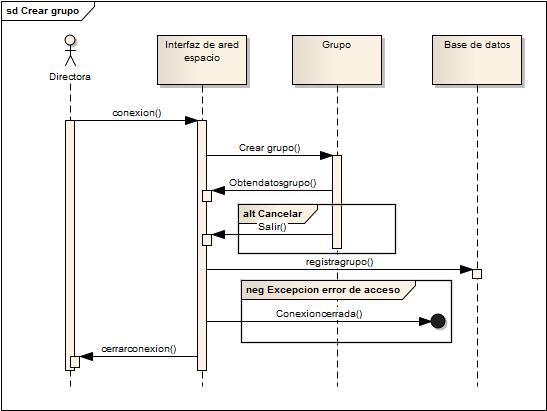 sd Crear grupo
Directora
Interfaz de ared
espacio
Grupo
Base de datos
conexion()
Crear grupo()
Obtendatosgrupo()
alt Cancelar
Salir()
registragrupo()
neg Excepcion error de acceso
Conexioncerrada()
cerrarconexion()